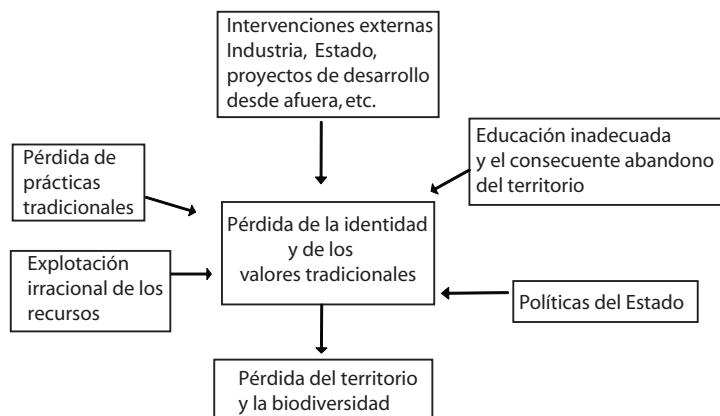 Intervenciones externas
Industria, Estado,
proyectos de desarrollo
desde afuera, etc.
Educación inadecuada
y el consecuente abandono
del territorio
Pérdida de
prácticas
tradicionales
Pérdida de la identidad
y de los
valores tradicionales
Explotación
irracional de los
recursos
Políticas del Estado
Pérdida del territorio
y la biodiversidad